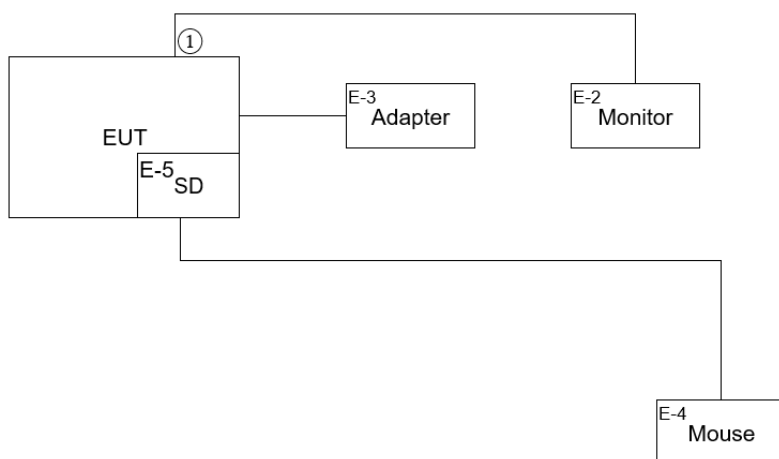 ①
E-3
Adapter
E-2
Monitor
EUT
E-5
SD
E-4
Mouse